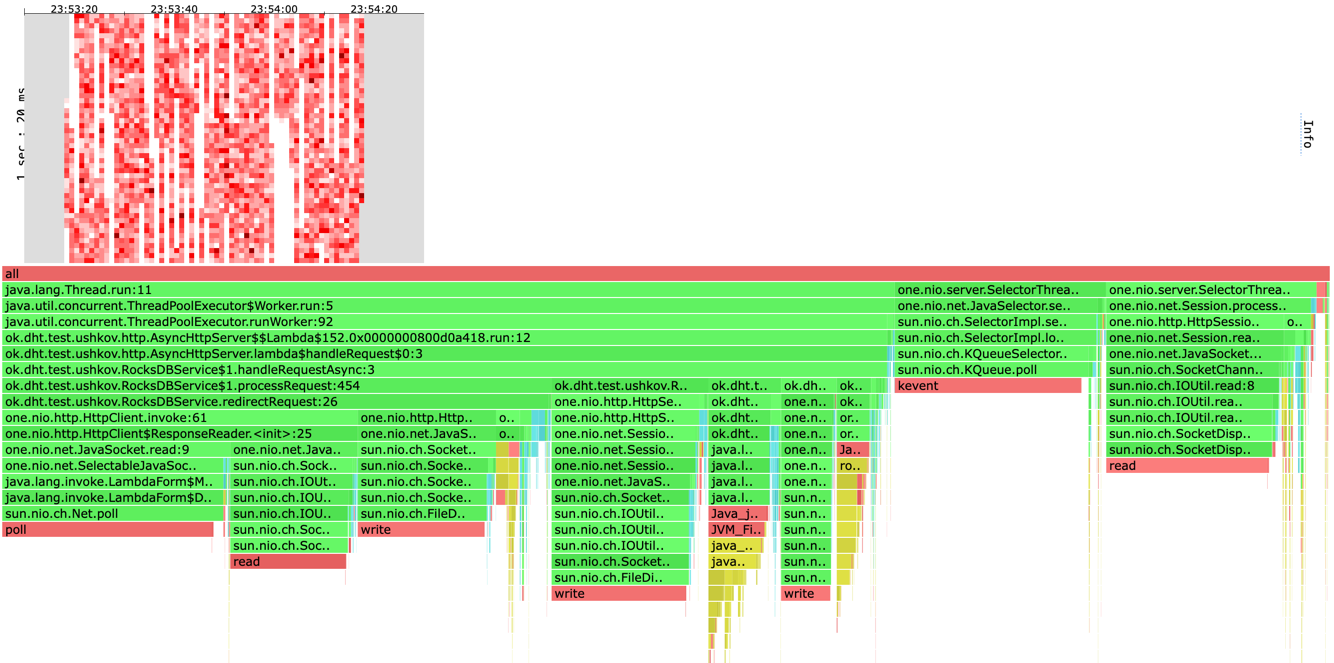 23:53:20 23:53:40 23:54:00 23:54:20
1 sec : 20 ms
Info
all
java.lang.Thread.run:11 one.nio.server.SelectorThrea.. one.nio.server.SelectorThrea..
java.util.concurrent.ThreadPoolExecutor$Worker.run:5 one.nio.net.JavaSelector.se.. one.nio.net.Session.process..
java.util.concurrent.ThreadPoolExecutor.runWorker:92 sun.nio.ch.SelectorImpl.se.. one.nio.http.HttpSessio.. o..
ok.dht.test.ushkov.http.AsyncHttpServer$$Lambda$152.0x0000000800d0a418.run:12 sun.nio.ch.SelectorImpl.lo.. one.nio.net.Session.rea..
ok.dht.test.ushkov.http.AsyncHttpServer.lambda$handleRequest$0:3 sun.nio.ch.KQueueSelector.. one.nio.net.JavaSocket...
ok.dht.test.ushkov.RocksDBService$1.handleRequestAsync:3 sun.nio.ch.KQueue.poll sun.nio.ch.SocketChann..
ok.dht.test.ushkov.RocksDBService$1.processRequest:454 ok.dht.test.ushkov.R.. ok.dht.t.. ok.dh.. ok.. kevent sun.nio.ch.IOUtil.read:8
ok.dht.test.ushkov.RocksDBService.redirectRequest:26 one.nio.http.HttpSe.. ok.dht.. one.n.. ok.. sun.nio.ch.IOUtil.rea..
one.nio.http.HttpClient.invoke:61 one.nio.http.Http.. o.. one.nio.http.HttpS.. ok.dht.. one.n.. or.. sun.nio.ch.IOUtil.rea..
one.nio.http.HttpClient$ResponseReader.<init>:25 one.nio.net.JavaS.. o.. one.nio.net.Sessio.. ok.dht.. one.n.. or.. sun.nio.ch.SocketDisp..
one.nio.net.JavaSocket.read:9 one.nio.net.Java.. sun.nio.ch.Socket.. one.nio.net.Sessio.. java.l.. one.n.. Ja.. sun.nio.ch.SocketDisp..
one.nio.net.SelectableJavaSoc.. sun.nio.ch.Sock.. sun.nio.ch.Socke.. one.nio.net.Sessio.. java.l.. one.n.. ro.. read
java.lang.invoke.LambdaForm$M.. sun.nio.ch.IOUt.. sun.nio.ch.Socke.. one.nio.net.JavaS.. java.l.. one.n..
java.lang.invoke.LambdaForm$D.. sun.nio.ch.IOU.. sun.nio.ch.Socke.. sun.nio.ch.Socket.. java.l.. sun.n..
sun.nio.ch.Net.poll sun.nio.ch.IOU.. sun.nio.ch.FileD.. sun.nio.ch.IOUtil.. Java_j.. sun.n..
poll sun.nio.ch.Soc.. write sun.nio.ch.IOUtil.. JVM_Fi.. sun.n..
sun.nio.ch.Soc.. sun.nio.ch.IOUtil.. java_.. sun.n..
read sun.nio.ch.Socket.. java.. sun.n..
sun.nio.ch.FileDi.. sun.n..
write write